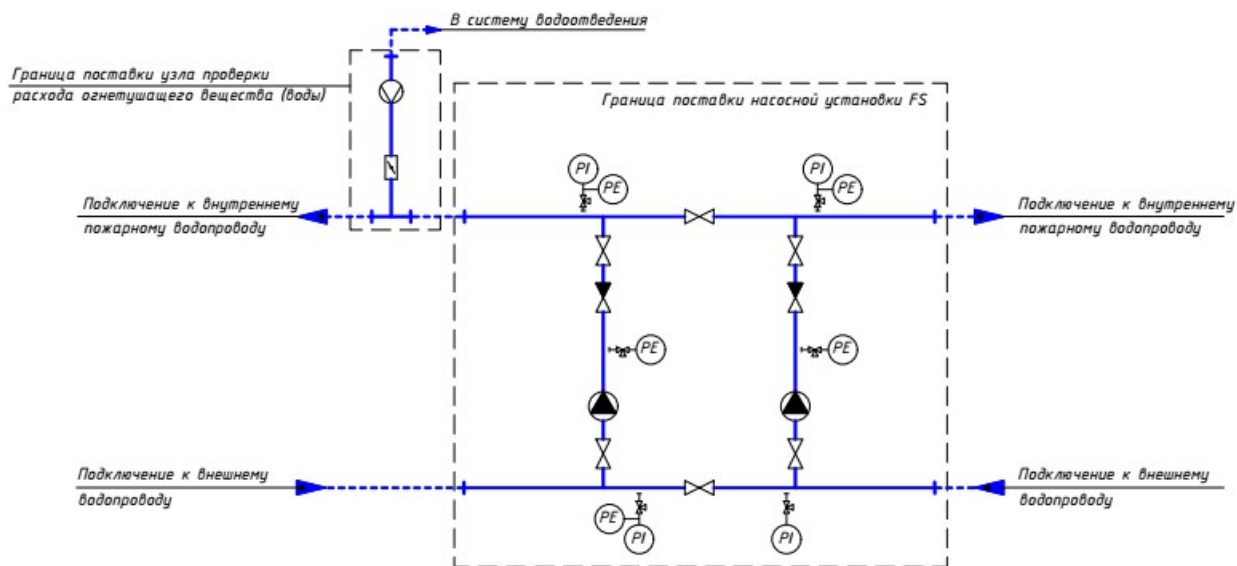 В систему водоотведения
Граница поставки узла проверки
расхода огнетушащего вещества (воды)
Граница поставки насосной установки FS
PI
PE
PI
PE
Подключение к внутреннему
пожарному водопроводу
Подключение к внутреннему
пожарному водопроводу
PE
PE
Подключение к внешнему
водопроводу
Подключение к внешнему
водопроводу
PE
PI
PI